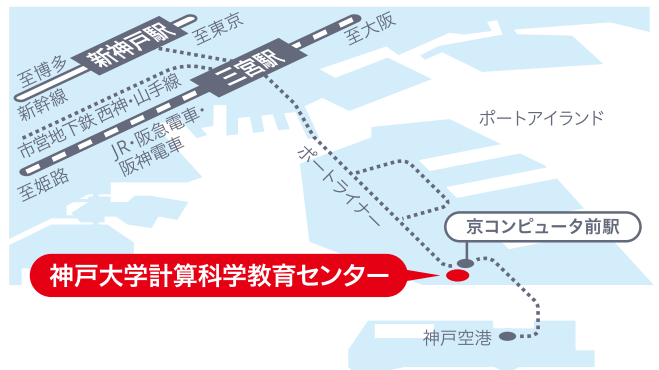 新神戸駅
至東京
至大阪
至博多
三宮駅
新幹線
市営地下鉄 西神・山手線
JR・阪急電車・
阪神電車
至姫路
ポートアイランド
ポートライナー
京コンピュータ前駅
神戸大学計算科学教育センター
神戸空港